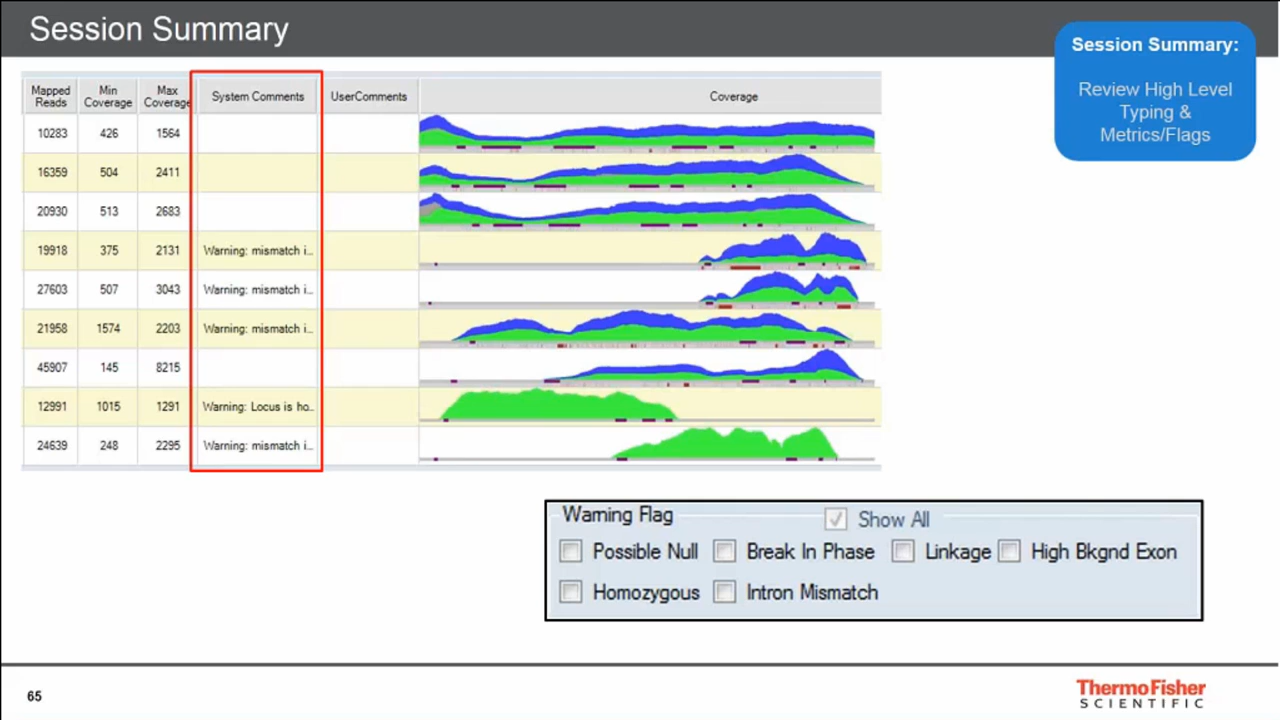 Session Summary
Session Summary:
Review High Level
Typing &
Metrics/Flags
Mapped Reads Min Coverage Max Coverage System Comments UserComments Coverage
10283 426 1564
16359 504 2411
20930 513 2683
19918 375 2131 Warning: mismatch i...
27603 507 3043 Warning: mismatch i...
21958 1574 2203 Warning: mismatch i...
45907 145 8215
12991 1015 1291 Warning: Locus is ho...
24639 248 2295 Warning: mismatch i...
Warning Flag Show All
Possible Null Break In Phase Linkage High Bkgnd Exon
Homozygous Intron Mismatch
65
ThermoFisher
SCIENTIFIC